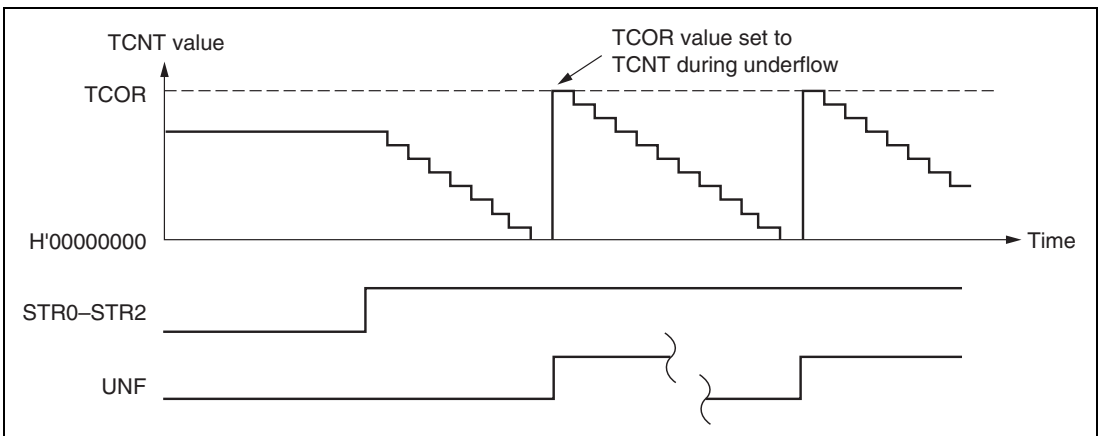 TCNT value
TCOR value set to
TCNT during underflow
TCOR
H'00000000
Time
STR0–STR2
UNF